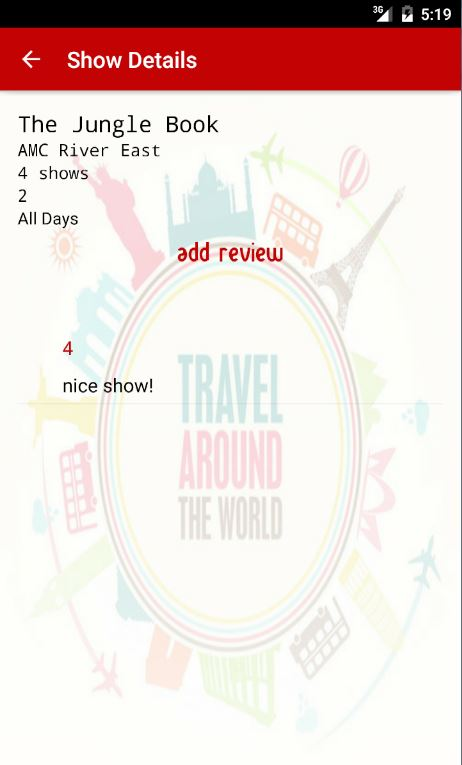 3G 5:19
Show Details
The Jungle Book
AMC River East
4 shows
2
All Days
add review
4
nice show!
TRAVEL
AROUND
THE WORLD